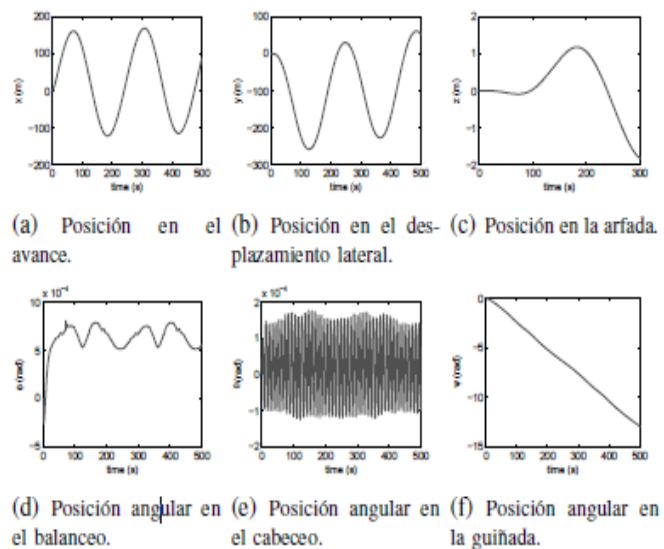 200
100
0
−100
−200
x (m)
0 100 200 300 400 500
time (s)
100
0
−100
−200
−300
y (m)
0 100 200 300 400 500
time (s)
2
1
0
−1
−2
z (m)
0 100 200 300
time (s)
(a) Posición en el
avance.
(b) Posición en el des-
plazamiento lateral.
(c) Posición en la arfada.
x 10⁻⁴
10
5
0
−5
(rad)
0 100 200 300 400 500
time (s)
x 10⁻⁴
2
1
0
−1
−2
(rad)
0 100 200 300 400 500
time (s)
0
−5
−10
−15
ψ (rad)
0 100 200 300 400 500
time (s)
(d) Posición angular en
el balanceo.
(e) Posición angular en
el cabeceo.
(f) Posición angular en
la guiñada.